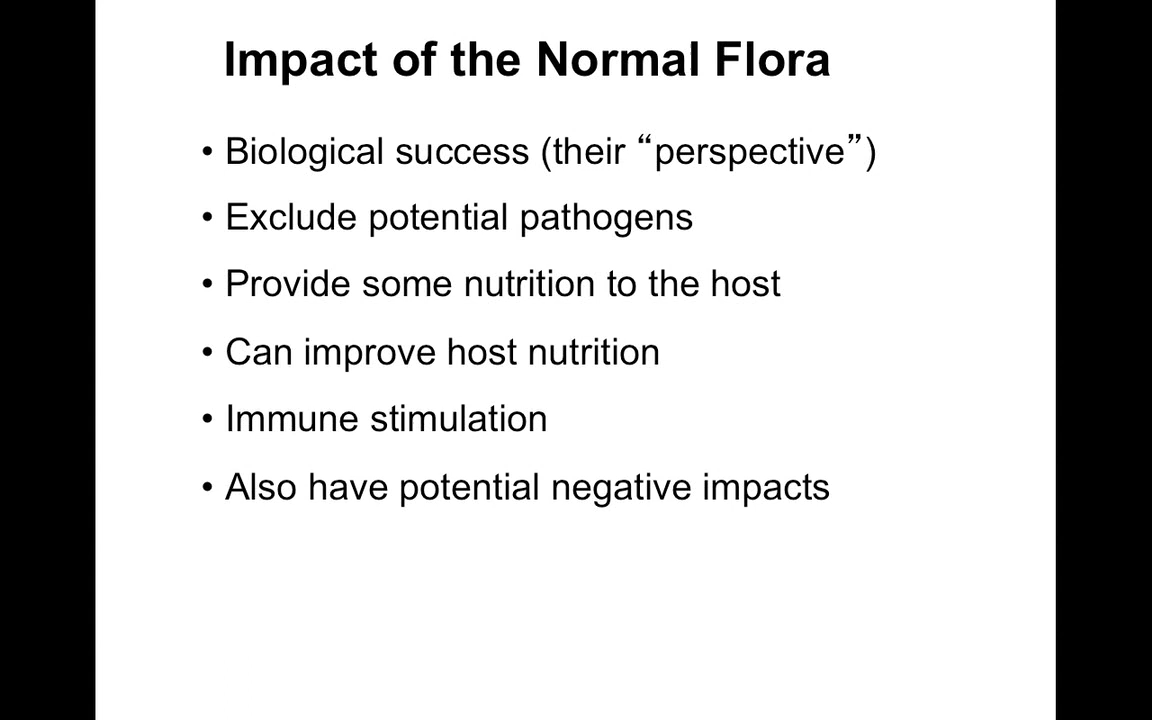 Impact of the Normal Flora
• Biological success (their “perspective”)
• Exclude potential pathogens
• Provide some nutrition to the host
• Can improve host nutrition
• Immune stimulation
• Also have potential negative impacts